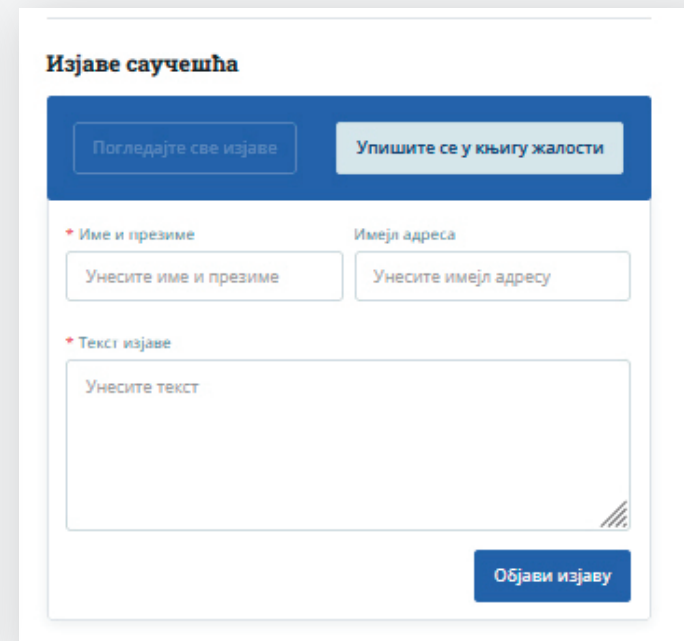 Изјаве саучешћа
Погледајте све изјаве
Упишите се у књигу жалости
* Име и презиме
Имејл адреса
Унесите име и презиме
Унесите имејл адресу
* Текст изјаве
Унесите текст
Објави изјаву